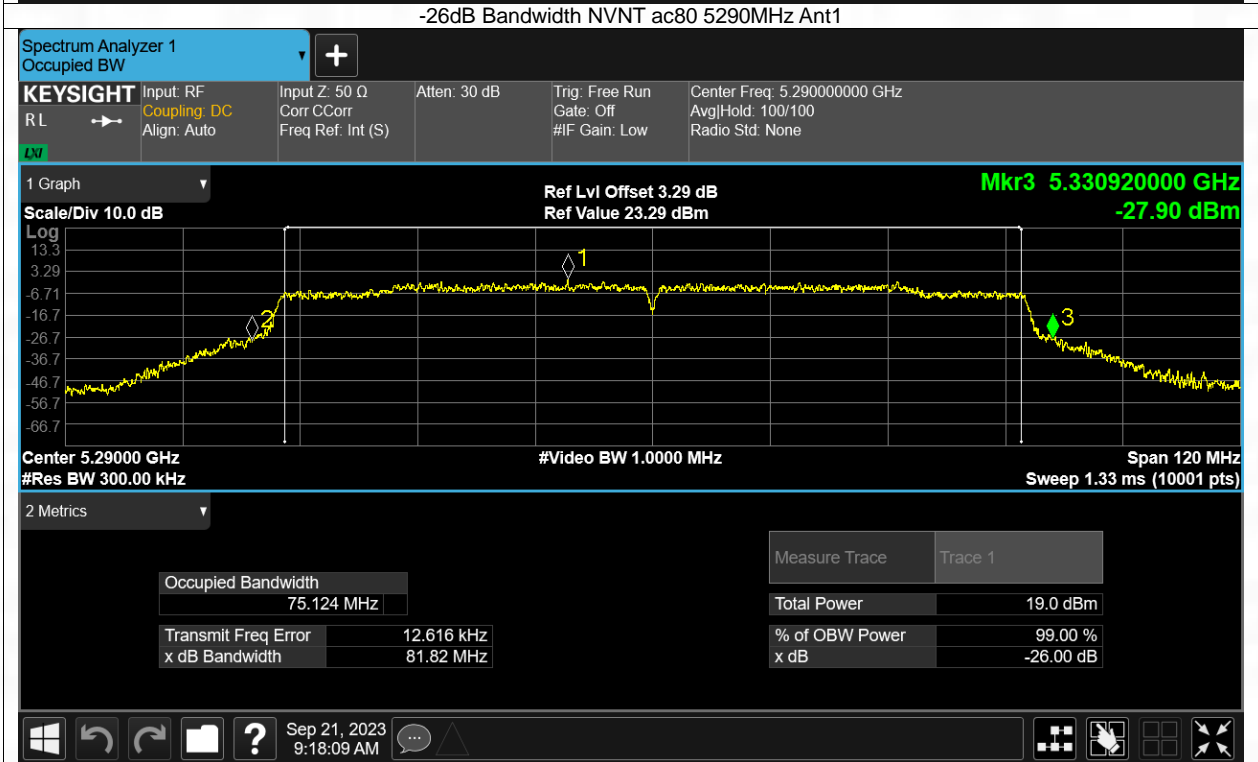 -26dB Bandwidth NVNT ac80 5290MHz Ant1
Spectrum Analyzer 1
Occupied BW
+
KEYSIGHT
R L
LXI
Input: RF
Coupling: DC
Align: Auto
Input Z: 50 Ω
Corr CCorr
Freq Ref: Int (S)
Atten: 30 dB
Trig: Free Run
Gate: Off
#IF Gain: Low
Center Freq: 5.290000000 GHz
Avg|Hold: 100/100
Radio Std: None
1 Graph
Scale/Div 10.0 dB
Ref Lvl Offset 3.29 dB
Ref Value 23.29 dBm
Mkr3 5.330920000 GHz
-27.90 dBm
Log
13.3
3.29
-6.71
-16.7
-26.7
-36.7
-46.7
-56.7
-66.7
1
2
3
Center 5.29000 GHz
#Video BW 1.0000 MHz
Span 120 MHz
#Res BW 300.00 kHz
Sweep 1.33 ms (10001 pts)
2 Metrics
Measure Trace Trace 1
Occupied Bandwidth
75.124 MHz
Total Power 19.0 dBm
Transmit Freq Error 12.616 kHz
% of OBW Power 99.00 %
x dB Bandwidth 81.82 MHz
x dB -26.00 dB
?
Sep 21, 2023
9:18:09 AM